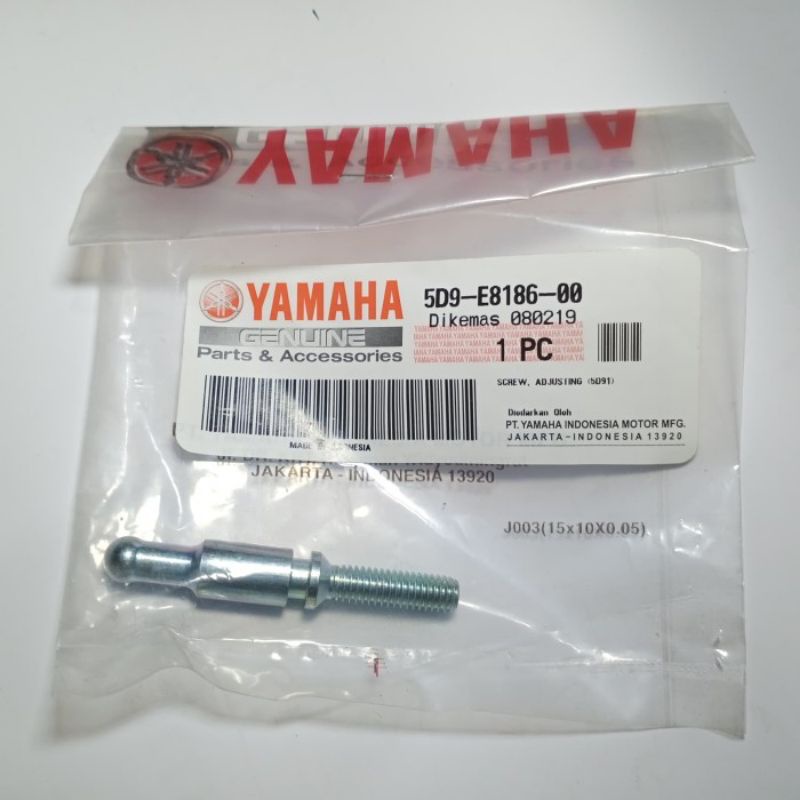 YAMAHA
YAMAHA
GENUINE
Parts & Accessories
5D9-E8186-00
Dikemas 080219
1 PC
SCREW, ADJUSTING (5D91)
Diedarkan Oleh
PT. YAMAHA INDONESIA MOTOR MFG.
JAKARTA-INDONESIA 13920
MADE INDONESIA
JAKARTA - INDONESIA 13920
J003(15x10X0.05)